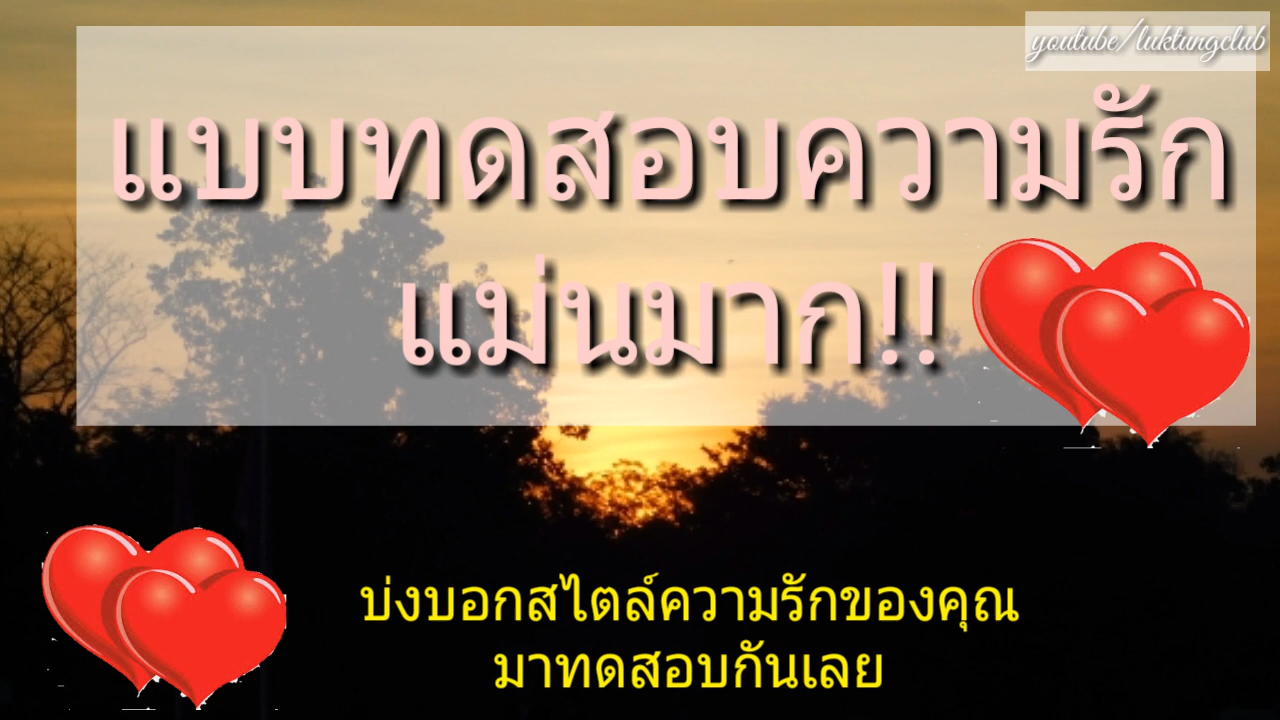 youtube/luktungclub
แบบทดสอบความรัก
แม่นมาก!!
บ่งบอกสไตล์ความรักของคุณ
มาทดสอบกันเลย